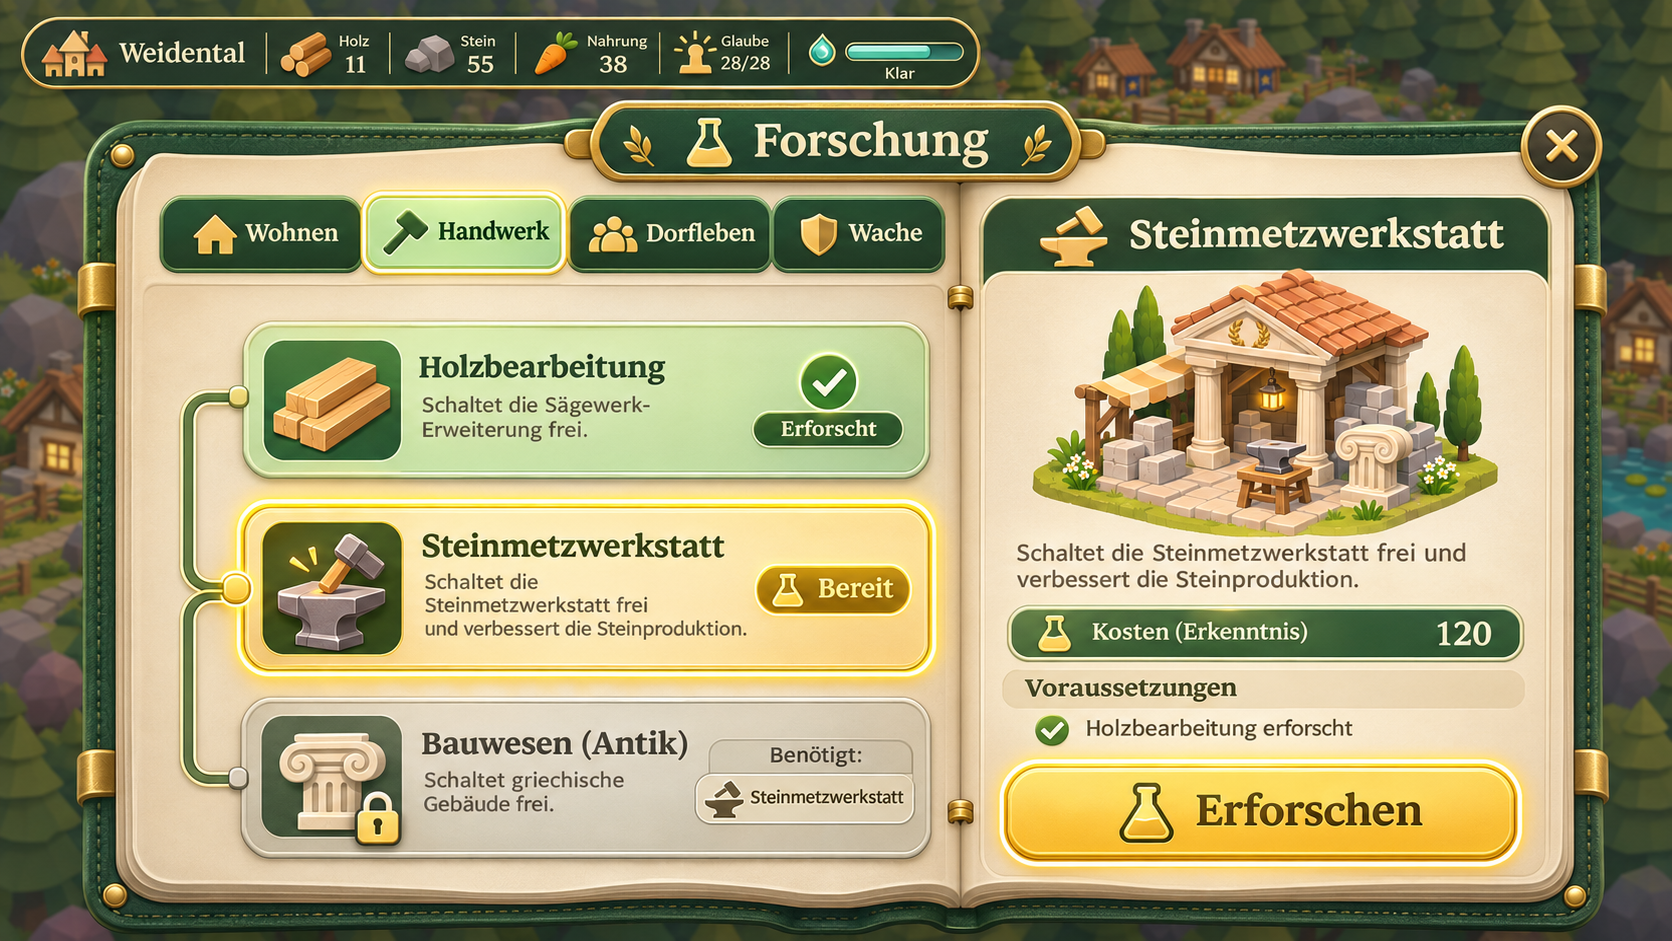 Weidental
Holz
11
Stein
55
Nahrung
38
Glaube
28/28
Klar
Forschung
Wohnen
Handwerk
Dorfleben
Wache
Holzbearbeitung
Schaltet die Sägewerk-
Erweiterung frei.
Erforscht
Steinmetzwerkstatt
Schaltet die
Steinmetzwerkstatt frei
und verbessert die Steinproduktion.
Bereit
Bauwesen (Antik)
Schaltet griechische
Gebäude frei.
Benötigt:
Steinmetzwerkstatt
Steinmetzwerkstatt
Schaltet die Steinmetzwerkstatt frei und
verbessert die Steinproduktion.
Kosten (Erkenntnis) 120
Voraussetzungen
Holzbearbeitung erforscht
Erforschen